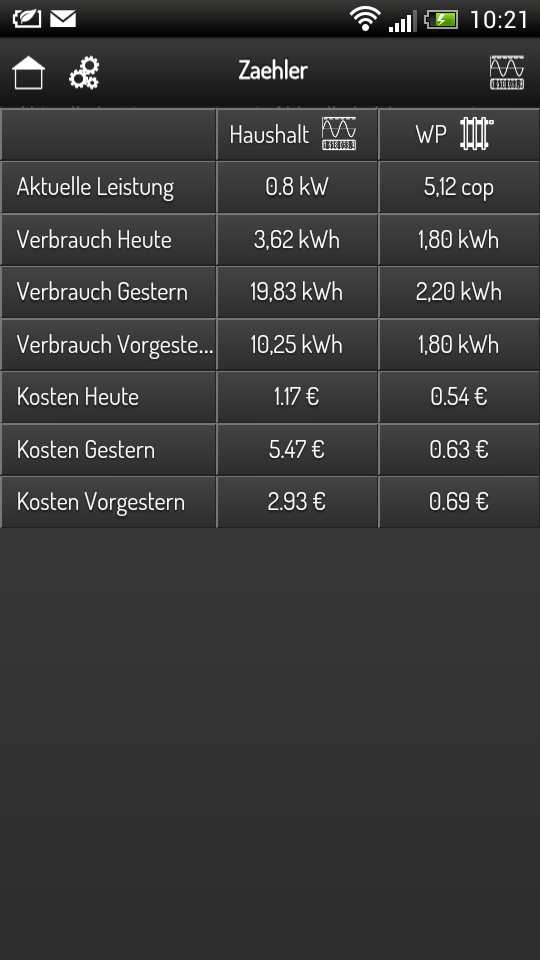 10:21
Zaehler
Haushalt WP
Aktuelle Leistung 0.8 kW 5,12 cop
Verbrauch Heute 3,62 kWh 1,80 kWh
Verbrauch Gestern 19,83 kWh 2,20 kWh
Verbrauch Vorgeste... 10,25 kWh 1,80 kWh
Kosten Heute 1.17 € 0.54 €
Kosten Gestern 5.47 € 0.63 €
Kosten Vorgestern 2.93 € 0.69 €